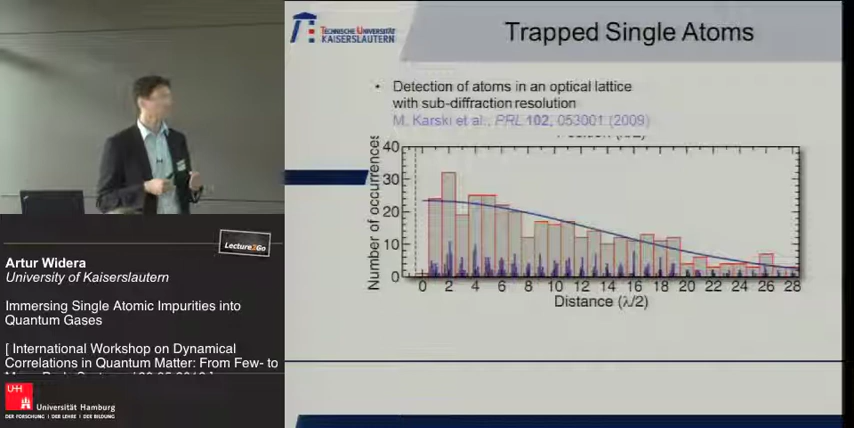 TECHNISCHE UNIVERSITÄT
KAISERSLAUTERN
Trapped Single Atoms
• Detection of atoms in an optical lattice
with sub-diffraction resolution
M. Karski et al., PRL 102, 053001 (2009)
Number of occurrences
40
30
20
10
0
0 2 4 6 8 10 12 14 16 18 20 22 24 26 28
Distance (λ/2)
Lecture2Go
Artur Widera
University of Kaiserslautern
Immersing Single Atomic Impurities into
Quantum Gases
[ International Workshop on Dynamical
Correlations in Quantum Matter: From Few- to
UH
Universität Hamburg
DER FORSCHUNG | DER LEHRE | DER BILDUNG